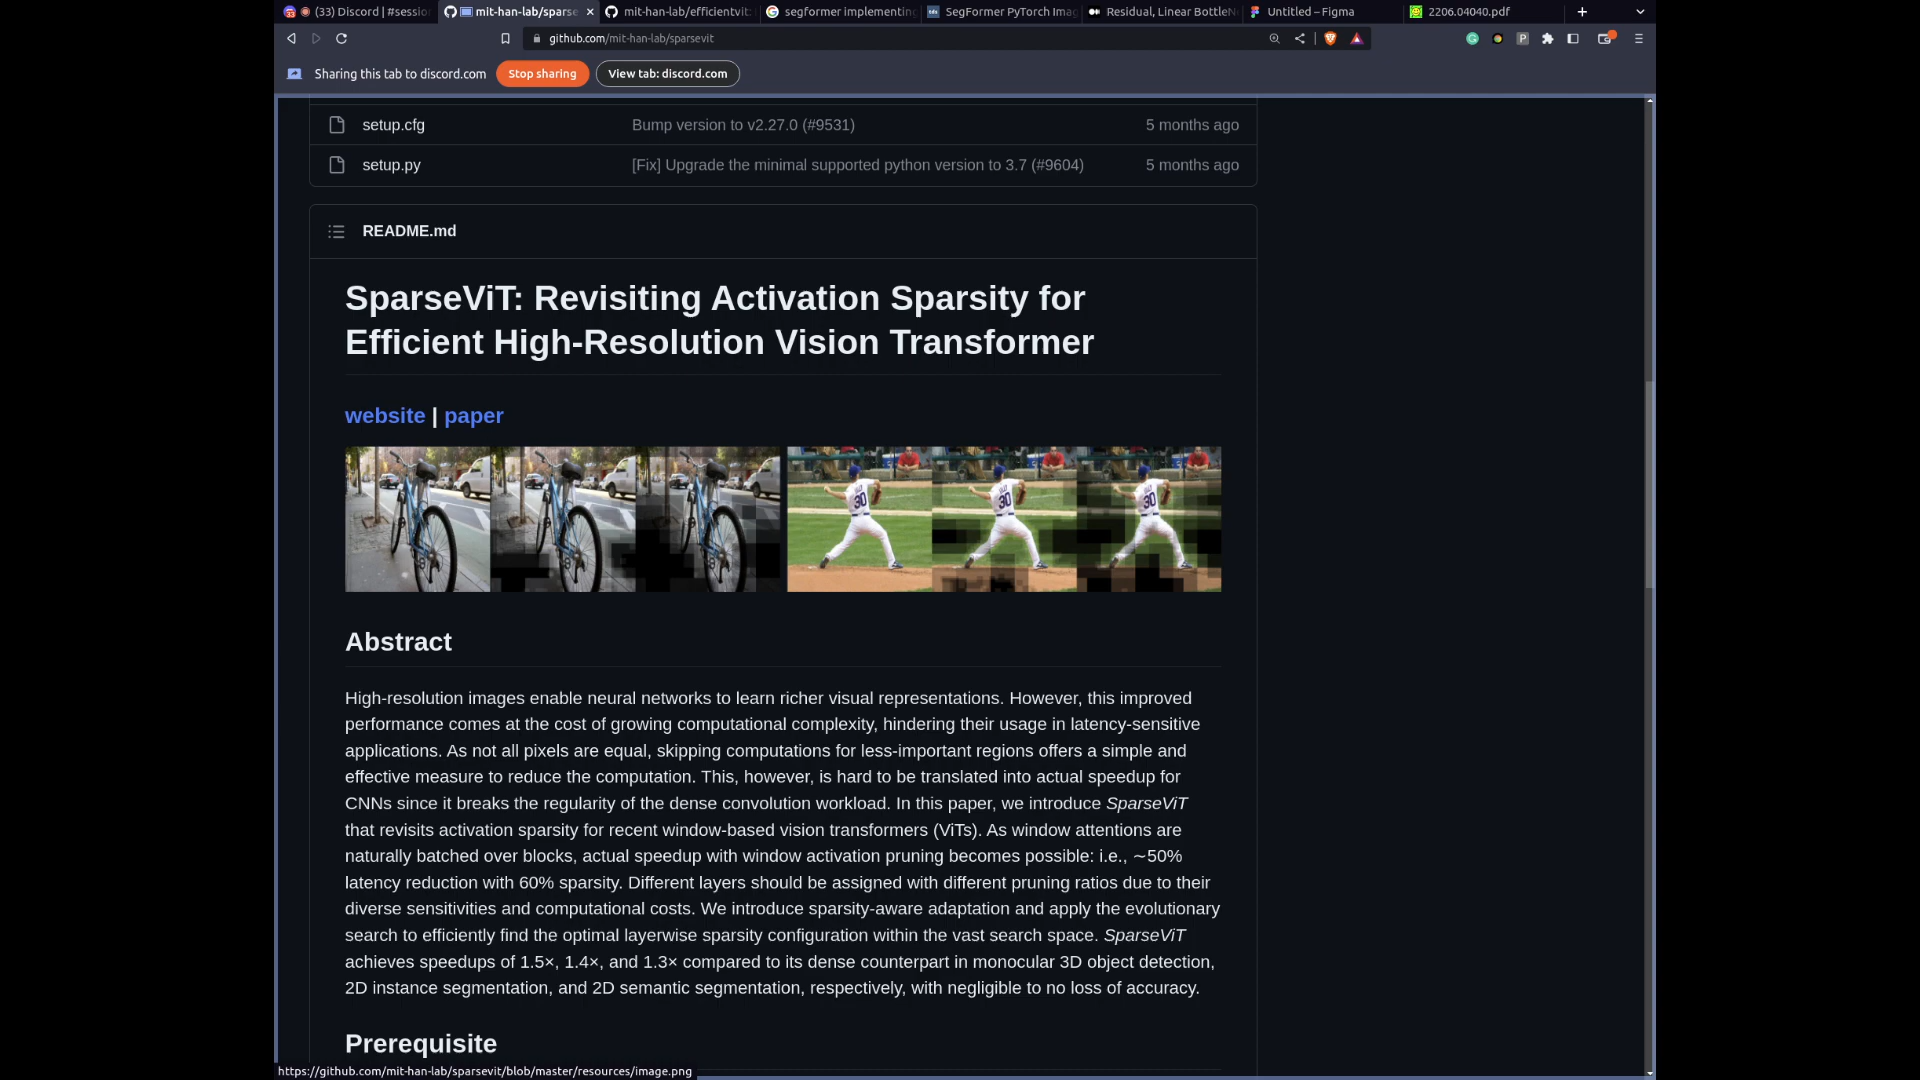 (33) Discord | #sessio
mit-han-lab/sparse
mit-han-lab/efficientvit:
segformer implementing
SegFormer PyTorch Imag
Residual, Linear BottleN
Untitled – Figma
2206.04040.pdf
github.com/mit-han-lab/sparsevit
Sharing this tab to discord.com
Stop sharing
View tab: discord.com
setup.cfg Bump version to v2.27.0 (#9531) 5 months ago
setup.py [Fix] Upgrade the minimal supported python version to 3.7 (#9604) 5 months ago
README.md
SparseViT: Revisiting Activation Sparsity for
Efficient High-Resolution Vision Transformer
website | paper
30 30 30
Abstract
High-resolution images enable neural networks to learn richer visual representations. However, this improved
performance comes at the cost of growing computational complexity, hindering their usage in latency-sensitive
applications. As not all pixels are equal, skipping computations for less-important regions offers a simple and
effective measure to reduce the computation. This, however, is hard to be translated into actual speedup for
CNNs since it breaks the regularity of the dense convolution workload. In this paper, we introduce SparseViT
that revisits activation sparsity for recent window-based vision transformers (ViTs). As window attentions are
naturally batched over blocks, actual speedup with window activation pruning becomes possible: i.e., ∼50%
latency reduction with 60% sparsity. Different layers should be assigned with different pruning ratios due to their
diverse sensitivities and computational costs. We introduce sparsity-aware adaptation and apply the evolutionary
search to efficiently find the optimal layerwise sparsity configuration within the vast search space. SparseViT
achieves speedups of 1.5×, 1.4×, and 1.3× compared to its dense counterpart in monocular 3D object detection,
2D instance segmentation, and 2D semantic segmentation, respectively, with negligible to no loss of accuracy.
Prerequisite
https://github.com/mit-han-lab/sparsevit/blob/master/resources/image.png